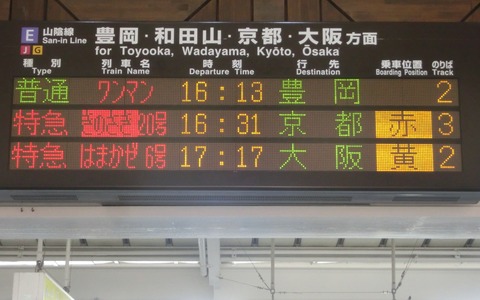 E 山陰線 豊岡・和田山・京都・大阪方面
J G San-in Line for Toyooka, Wadayama, Kyōto, Ōsaka
種別 列車名 時刻 行先 乗車位置 のりば
Type Train Name Departure Time Destination Boarding Position Track
普通 ワンマン 16:13 豊岡 2
特急 きのさき20号 16:31 京都 赤 3
特急 はまかぜ 6号 17:17 大阪 黄 2